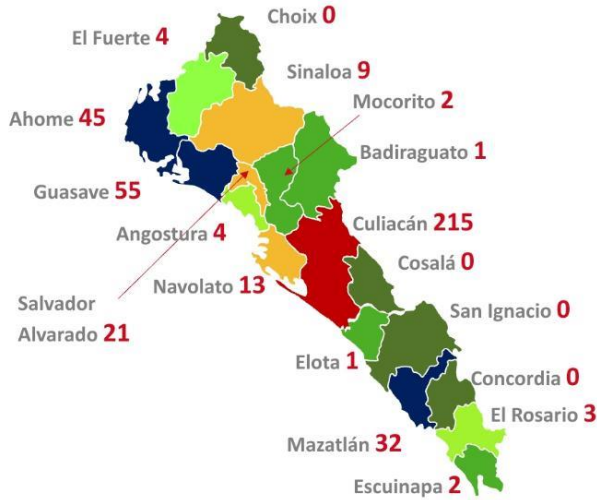 Choix 0
El Fuerte 4
Sinaloa 9
Mocorito 2
Ahome 45
Badiraguato 1
Guasave 55
Culiacán 215
Angostura 4
Cosalá 0
Navolato 13
Salvador
Alvarado 21
San Ignacio 0
Elota 1
Concordia 0
El Rosario 3
Mazatlán 32
Escuinapa 2